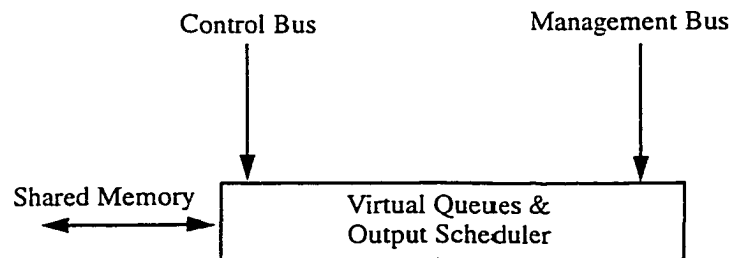 Control Bus
Management Bus
Shared Memory
Virtual Queues &
Output Scheduler